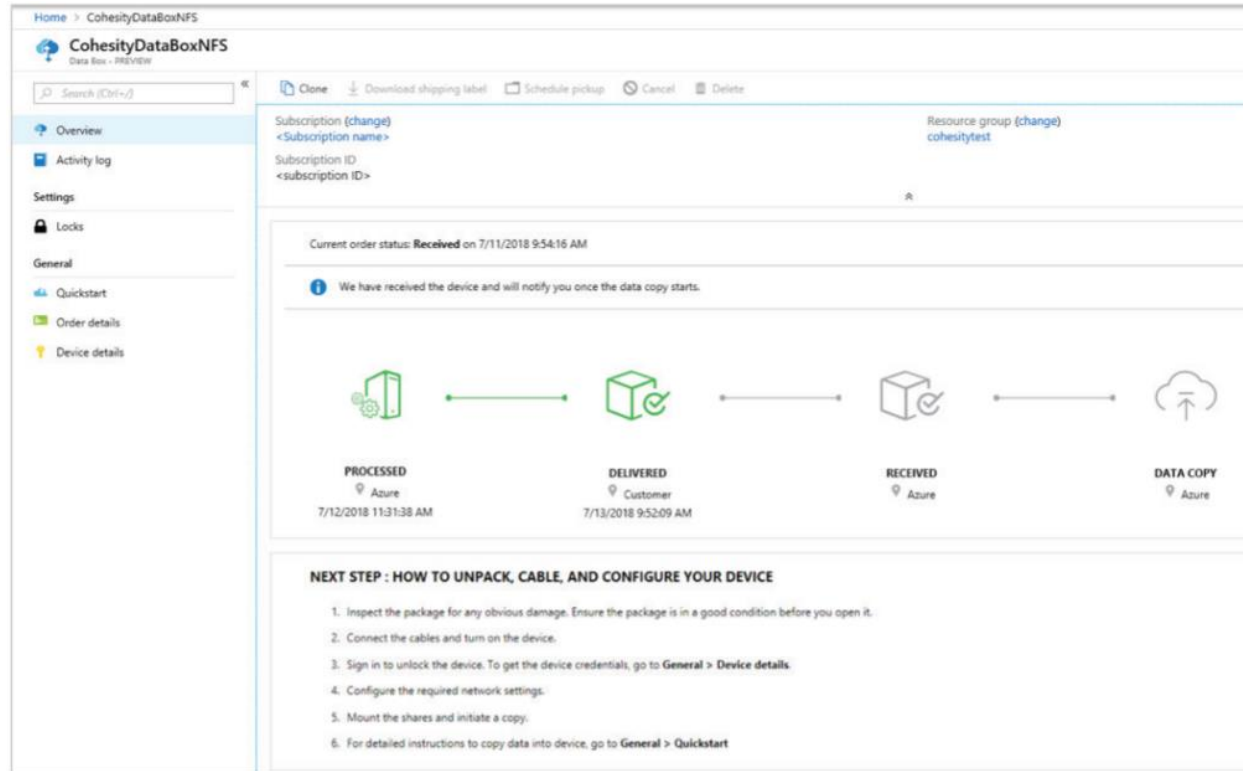 Home > CohesityDataBoxNFS
CohesityDataBoxNFS
Data Box - PREVIEW
Search (Ctrl+/)
«
Clone
Download shipping label
Schedule pickup
Cancel
Delete
Overview
Activity log
Settings
Locks
General
Quickstart
Order details
Device details
Subscription (change)
<Subscription name>
Subscription ID
<subscription ID>
Resource group (change)
cohesitytest
Current order status: Received on 7/11/2018 9:54:16 AM
We have received the device and will notify you once the data copy starts.
PROCESSED
Azure
7/12/2018 11:31:38 AM
DELIVERED
Customer
7/13/2018 9:52:09 AM
RECEIVED
Azure
DATA COPY
Azure
NEXT STEP : HOW TO UNPACK, CABLE, AND CONFIGURE YOUR DEVICE
1. Inspect the package for any obvious damage. Ensure the package is in a good condition before you open it.
2. Connect the cables and turn on the device.
3. Sign in to unlock the device. To get the device credentials, go to General > Device details.
4. Configure the required network settings.
5. Mount the shares and initiate a copy.
6. For detailed instructions to copy data into device, go to General > Quickstart